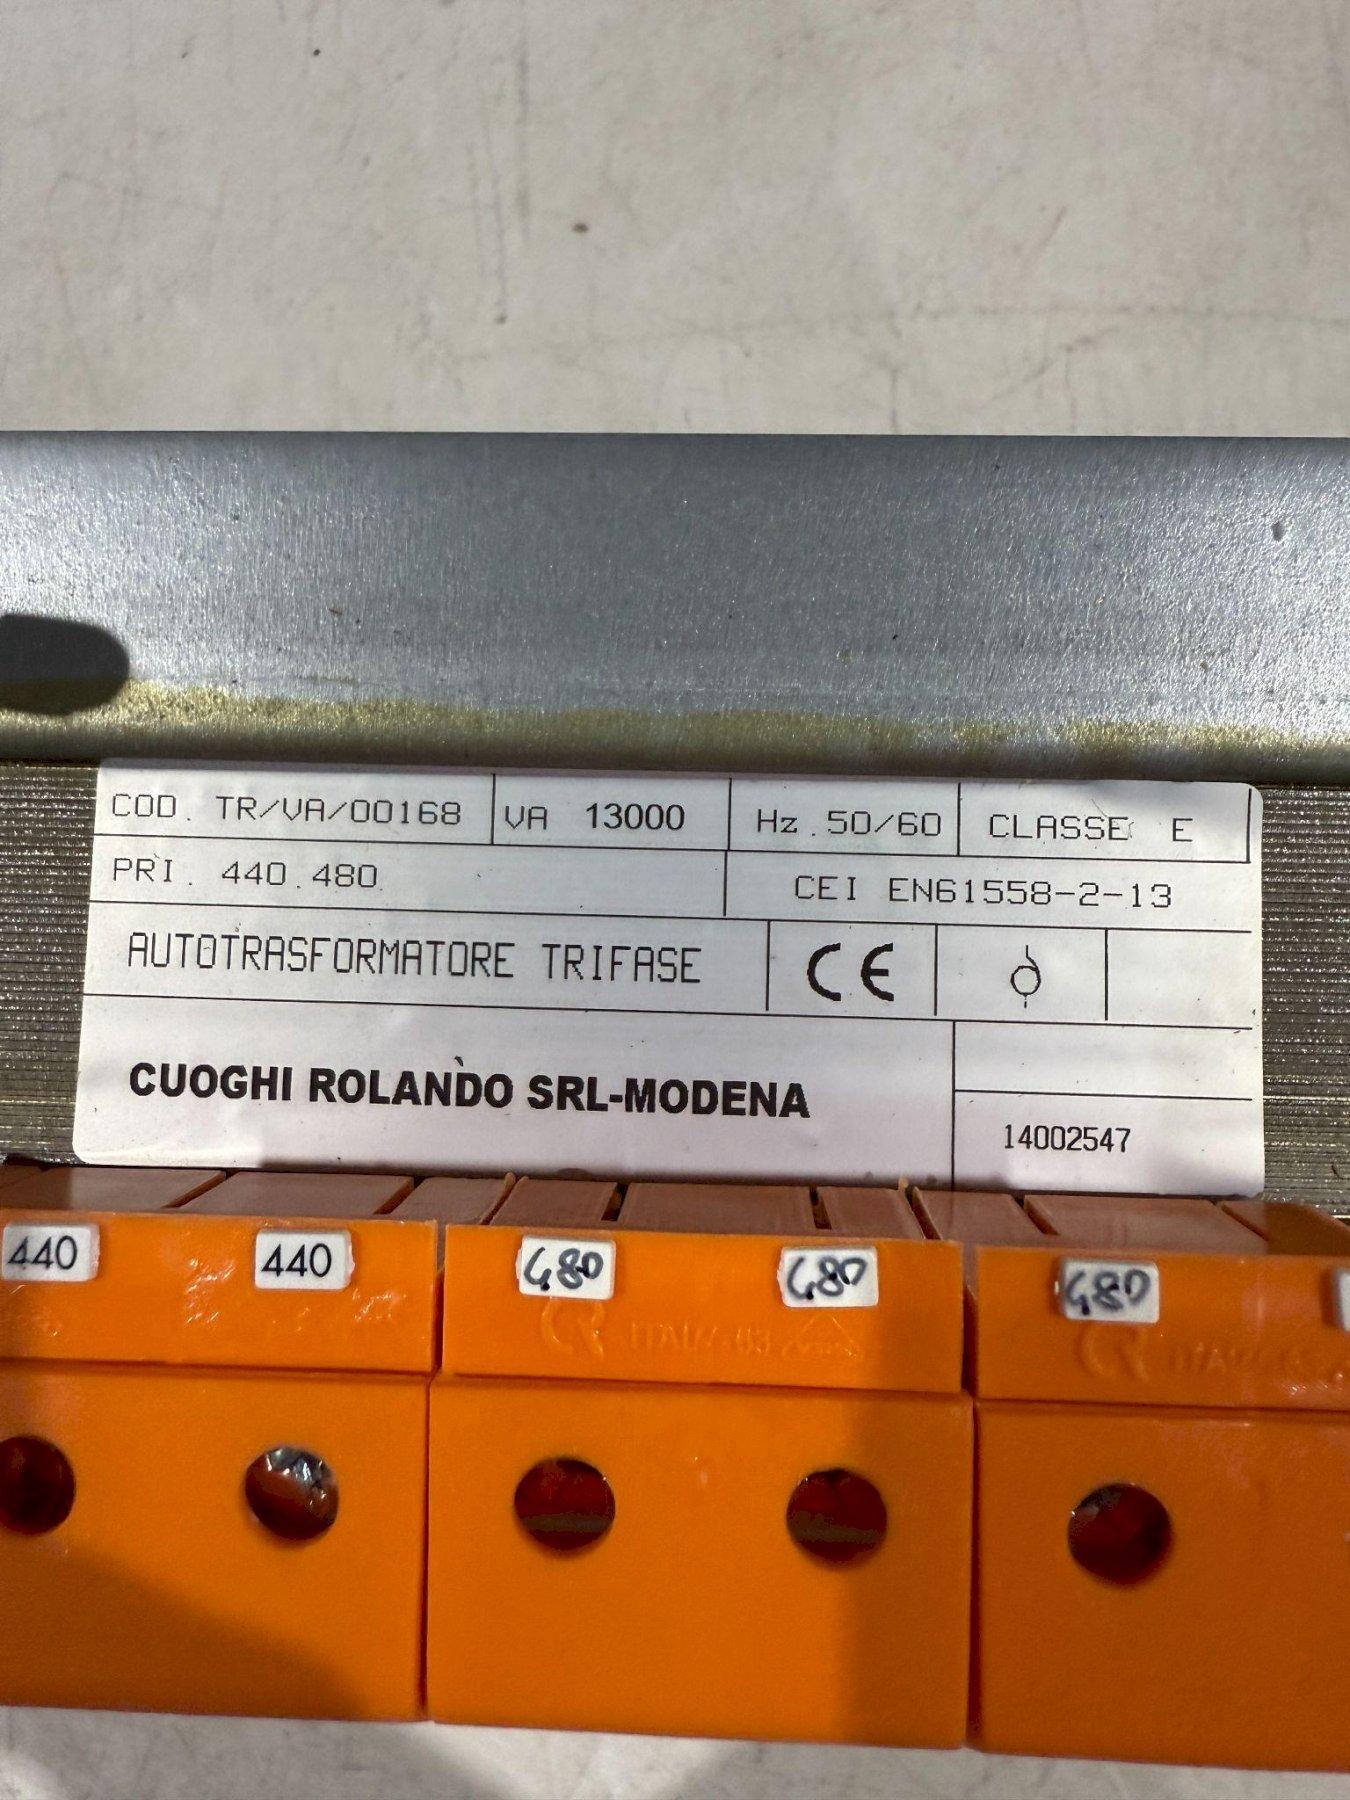 COD. TR/VA/00168 VA 13000 Hz.50/60 CLASSE E
PRI. 440.480 CEI EN61558-2-13
AUTOTRASFORMATORE TRIFASE CE
CUOGHI ROLANDO SRL-MODENA
14002547
440 440 480 480 480
ITALY